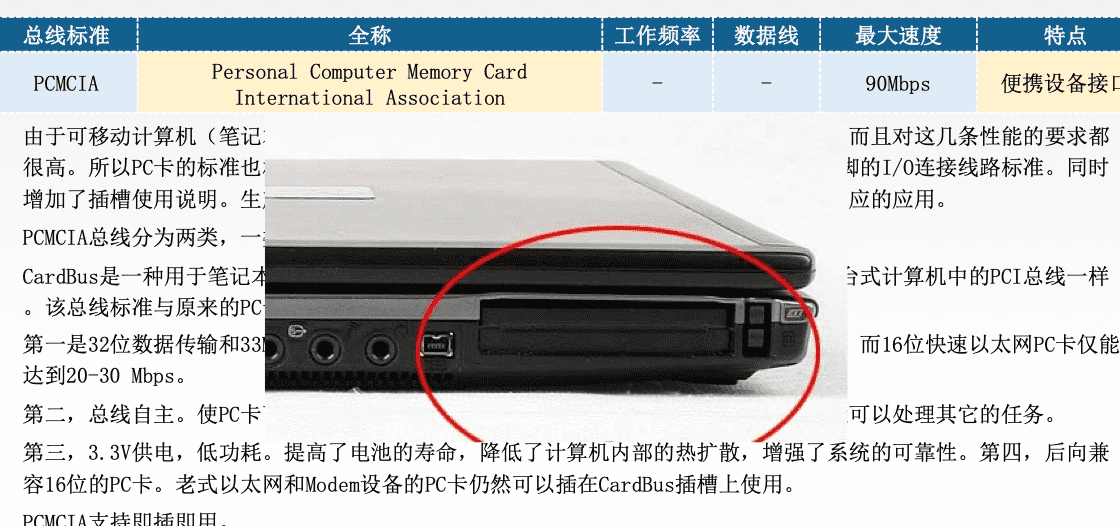 总线标准 全称 工作频率 数据线 最大速度 特点
PCMCIA Personal Computer Memory Card International Association - - 90Mbps 便携设备接口
由于可移动计算机（笔记 而且对这几条性能的要求都
很高。所以PC卡的标准也 脚的I/O连接线路标准。同时
增加了插槽使用说明。生 应的应用。
PCMCIA总线分为两类，一
CardBus是一种用于笔记本 台式计算机中的PCI总线一样
。该总线标准与原来的PC
第一是32位数据传输和33 而16位快速以太网PC卡仅能
达到20-30 Mbps。
第二，总线自主。使PC卡 可以处理其它的任务。
第三，3.3V供电，低功耗。提高了电池的寿命，降低了计算机内部的热扩散，增强了系统的可靠性。第四，后向兼
容16位的PC卡。老式以太网和Modem设备的PC卡仍然可以插在CardBus插槽上使用。
PCMCIA支持即插即用。